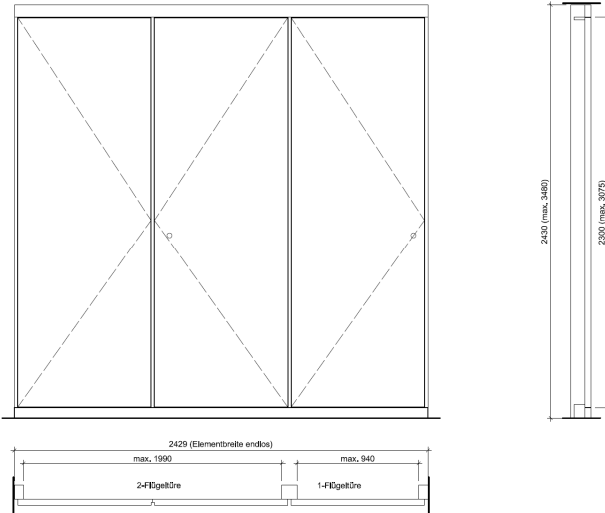 2430 (max. 3480)
2300 (max. 3075)
2429 (Elementbreite endlos)
max. 1990
max. 940
2-Flügeltüre
1-Flügeltüre